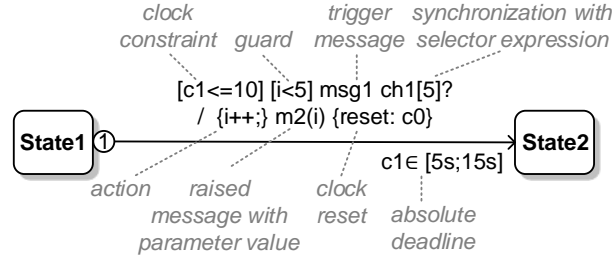 clock
constraint
guard
trigger
message
synchronization with
selector expression
[c1<=10] [i<5] msg1 ch1[5]?
/ {i++;} m2(i) {reset: c0}
State1
1
State2
c1∈ [5s;15s]
action
raised
message with
parameter value
clock
reset
absolute
deadline